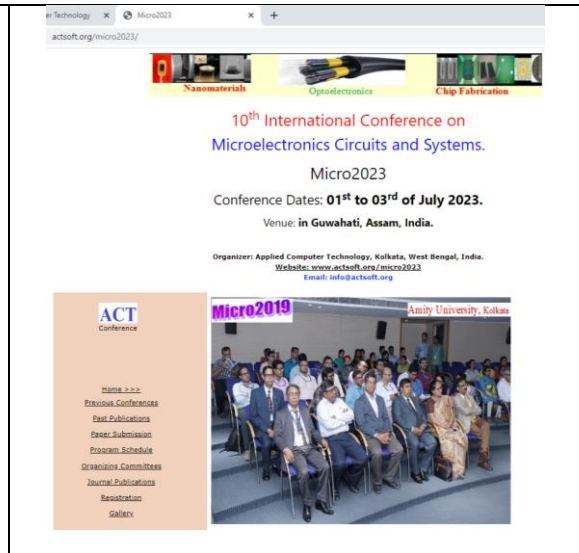 er Technology
Micro2023
actsoft.org/micro2023/
Nanomaterials
Optoelectronics
Chip Fabrication
10th International Conference on
Microelectronics Circuits and Systems.
Micro2023
Conference Dates: 01st to 03rd of July 2023.
Venue: in Guwahati, Assam, India.
Organizer: Applied Computer Technology, Kolkata, West Bengal, India.
Website: www.actsoft.org/micro2023
Email: info@actsoft.org
ACT
Conference
Home >>>
Previous Conferences
Past Publications
Paper Submission
Program Schedule
Organizing Committees
Journal Publications
Registration
Gallery
Micro2019
Amity University, Kolkata